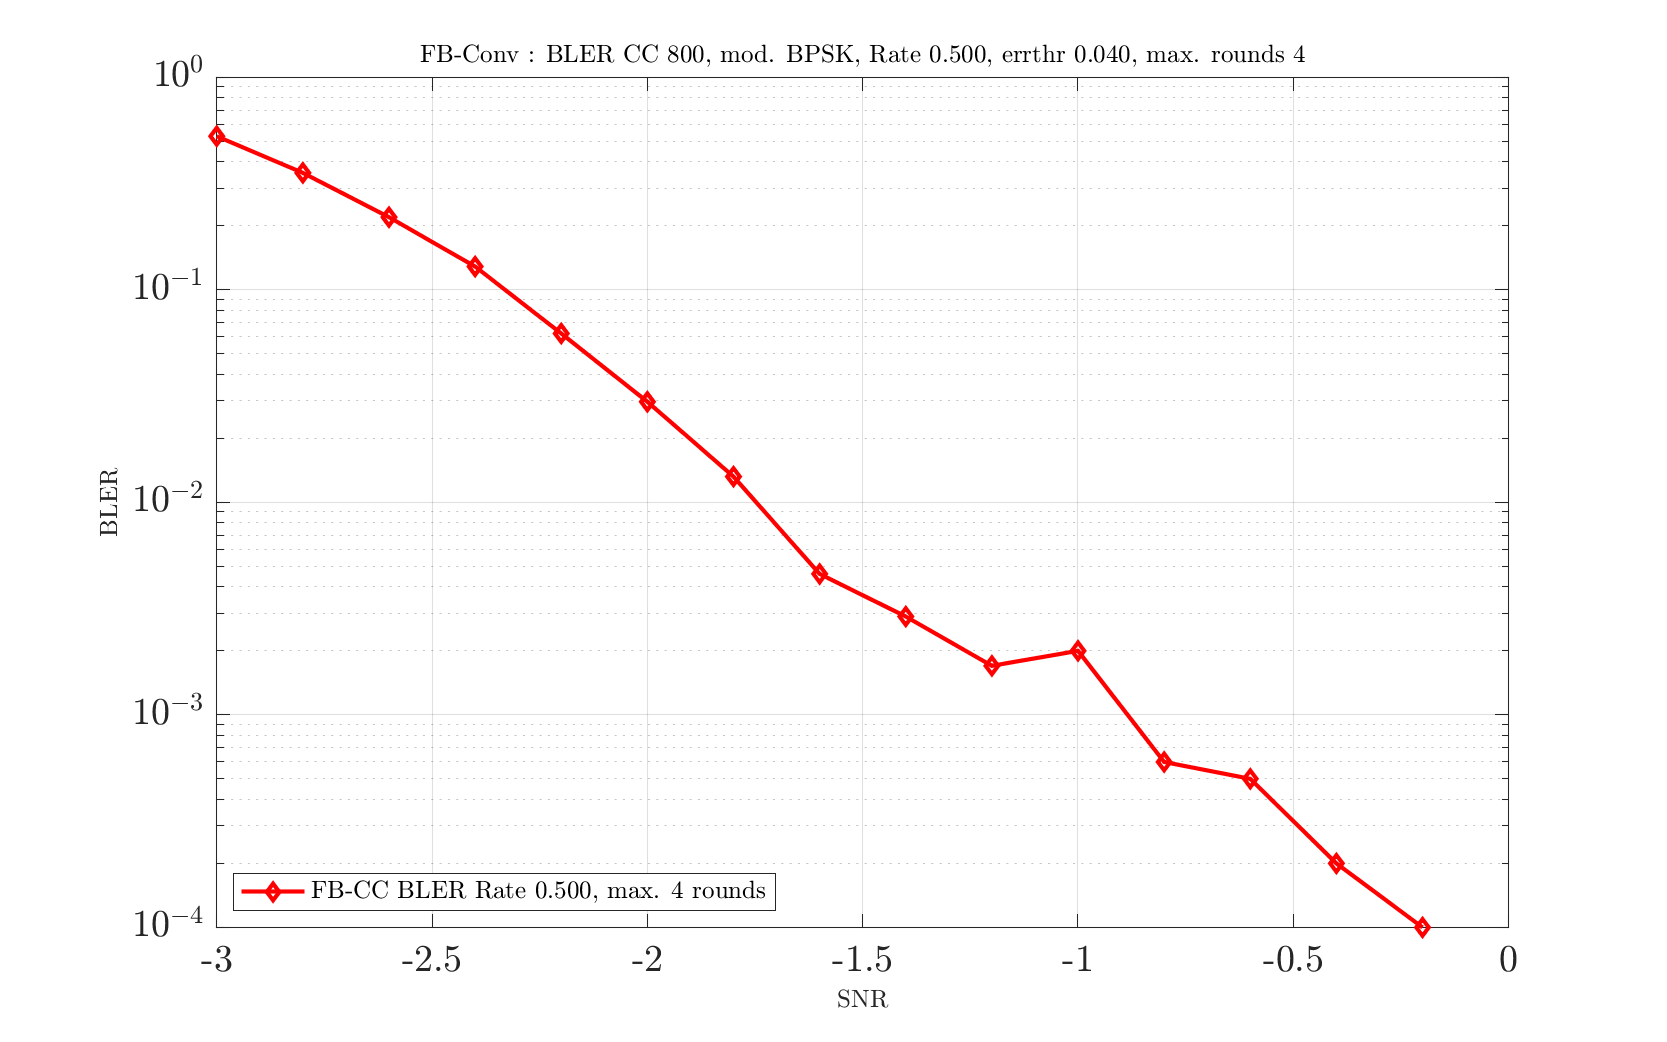 FB-Conv : BLER CC 800, mod. BPSK, Rate 0.500, errthr 0.040, max. rounds 4
10^0
10^−1
10^−2
10^−3
10^−4
BLER
FB-CC BLER Rate 0.500, max. 4 rounds
-3 -2.5 -2 -1.5 -1 -0.5 0
SNR